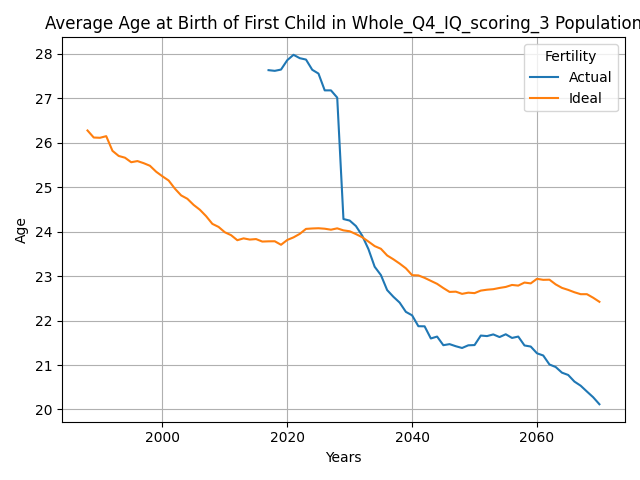 Average Age at Birth of First Child in Whole_Q4_IQ_scoring_3 Population
Fertility
Actual
Ideal
28
27
26
25
24
23
22
21
20
Age
2000
2020
2040
2060
Years